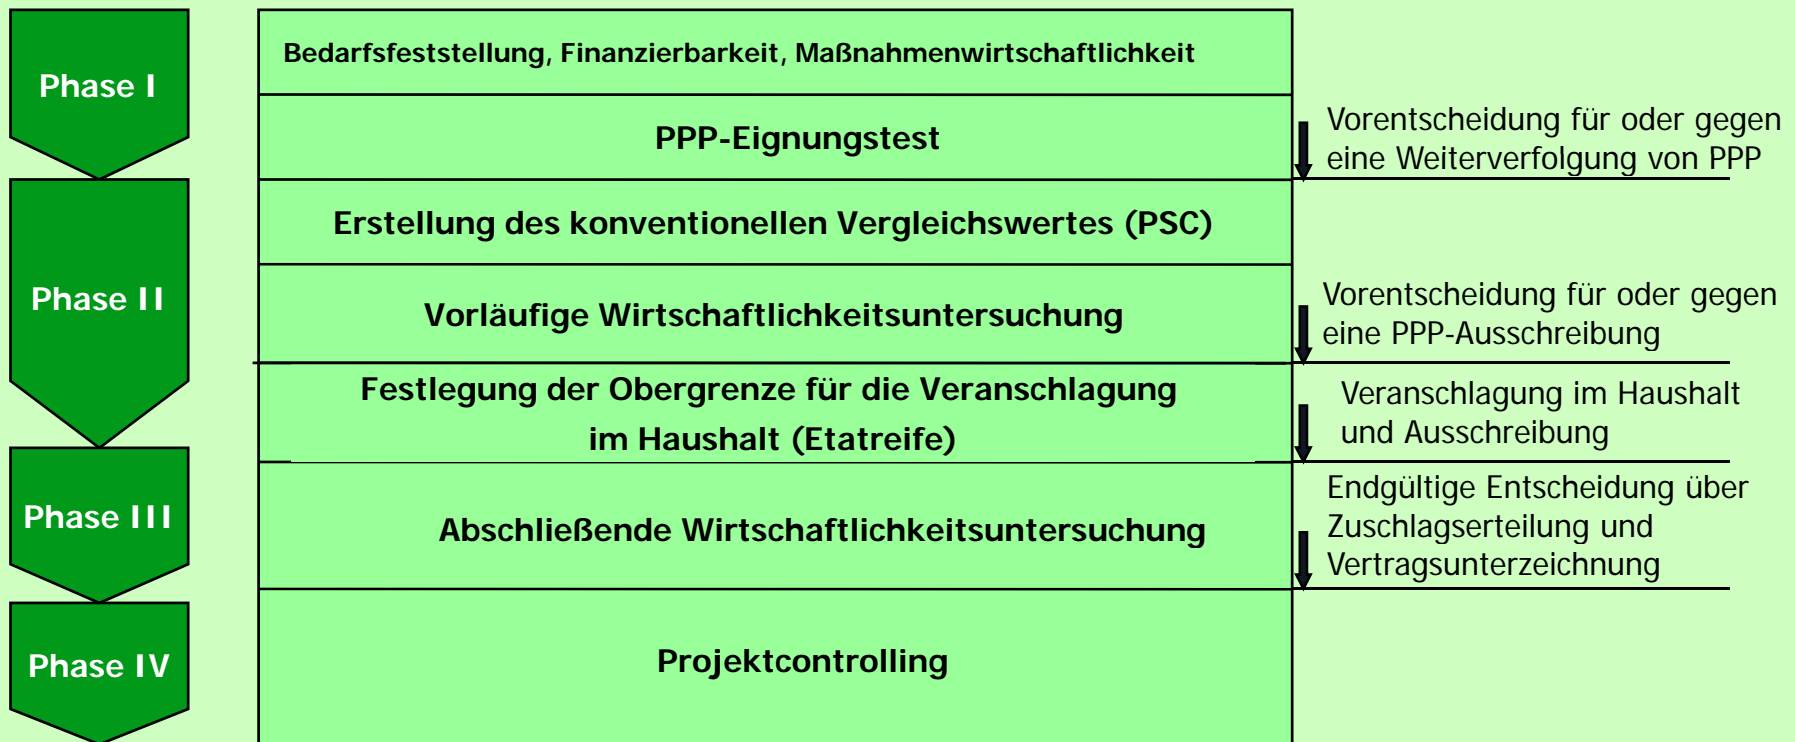 Phase I
Bedarfsfeststellung, Finanzierbarkeit, Maßnahmenwirtschaftlichkeit
PPP-Eignungstest
Vorentscheidung für oder gegen
eine Weiterverfolgung von PPP
Phase II
Erstellung des konventionellen Vergleichswertes (PSC)
Vorläufige Wirtschaftlichkeitsuntersuchung
Vorentscheidung für oder gegen
eine PPP-Ausschreibung
Festlegung der Obergrenze für die Veranschlagung
im Haushalt (Etatreife)
Veranschlagung im Haushalt
und Ausschreibung
Phase III
Abschließende Wirtschaftlichkeitsuntersuchung
Endgültige Entscheidung über
Zuschlagserteilung und
Vertragsunterzeichnung
Phase IV
Projektcontrolling